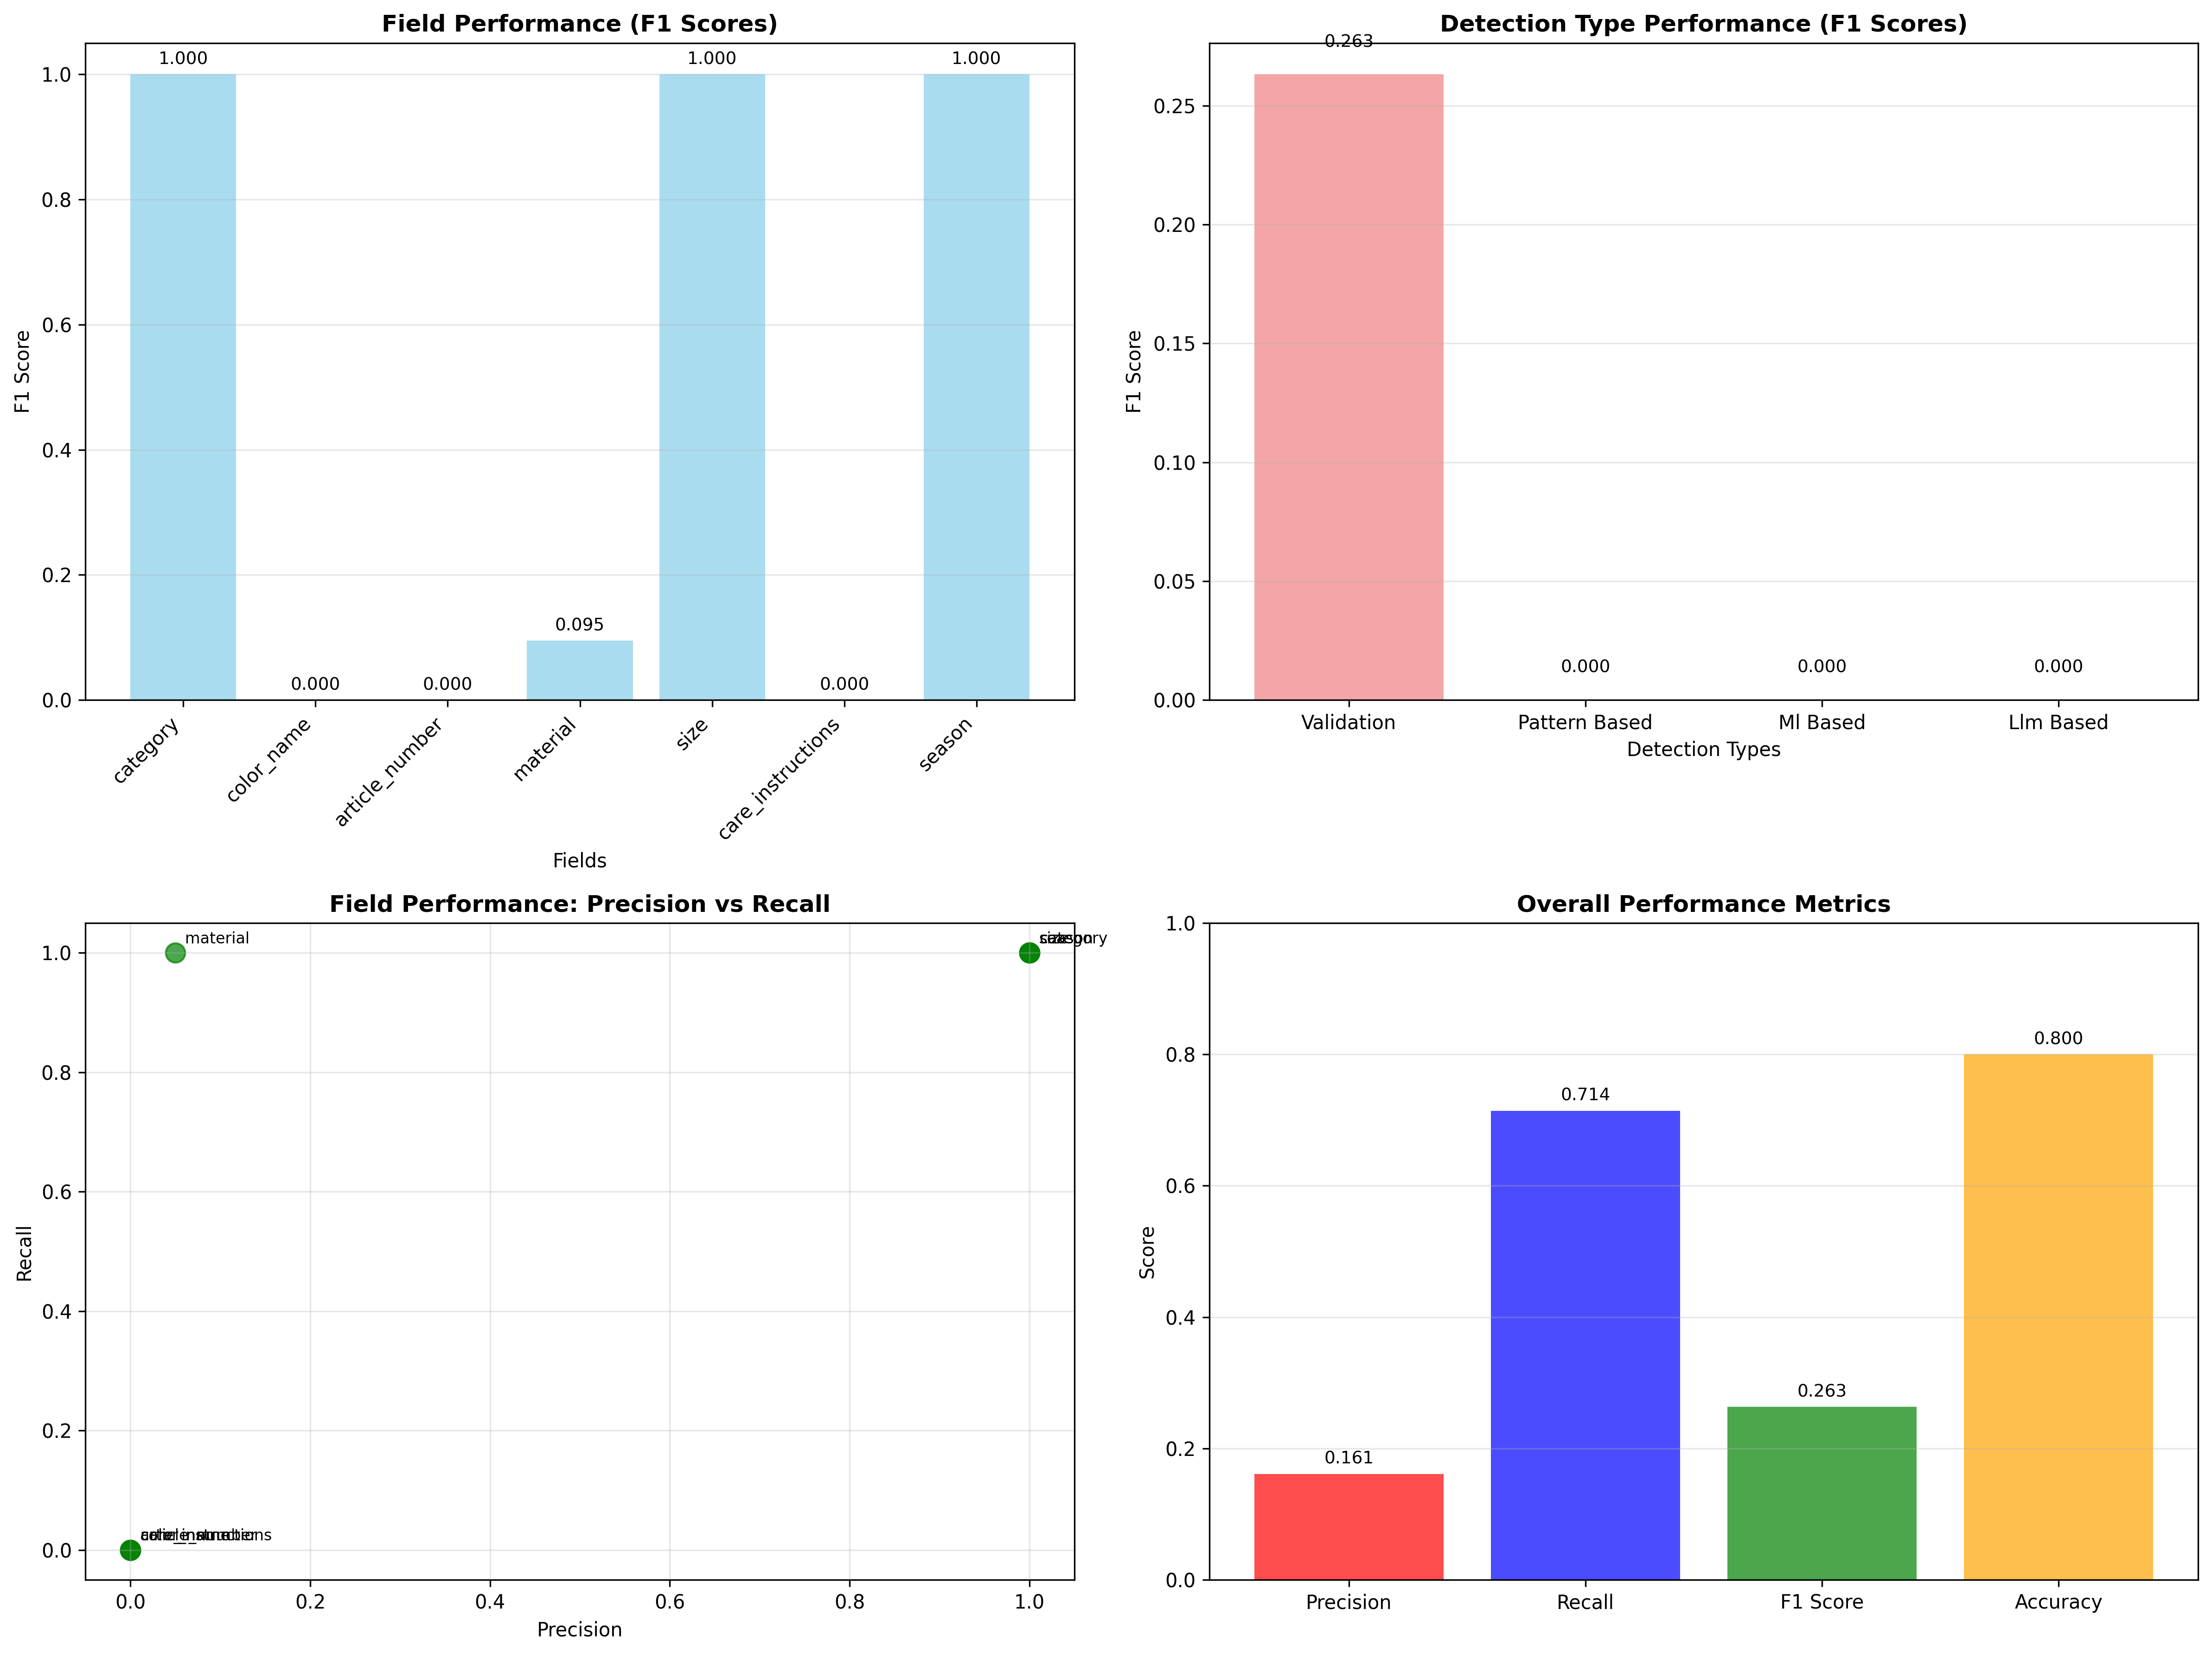 Field Performance (F1 Scores)
1.000
1.000
1.000
0.095
0.000
0.000
0.000
1.0
0.8
0.6
0.4
0.2
0.0
F1 Score
category
color_name
article_number
material
size
care_instructions
season
Fields
Detection Type Performance (F1 Scores)
0.263
0.000
0.000
0.000
0.25
0.20
0.15
0.10
0.05
0.00
F1 Score
Validation
Pattern Based
Ml Based
Llm Based
Detection Types
Field Performance: Precision vs Recall
material
1.0
0.8
0.6
0.4
0.2
0.0
Recall
0.0
0.2
0.4
0.6
0.8
1.0
Precision
Overall Performance Metrics
0.161
0.714
0.263
0.800
1.0
0.8
0.6
0.4
0.2
0.0
Score
Precision
Recall
F1 Score
Accuracy